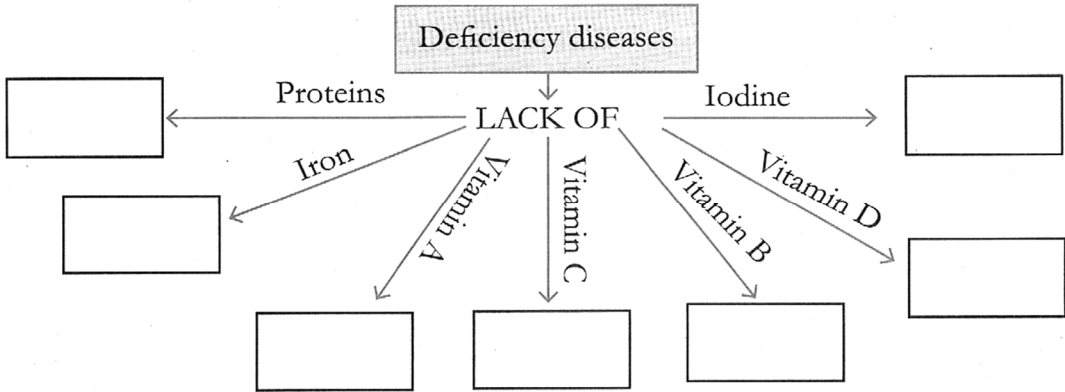 Deficiency diseases
LACK OF
Proteins
Iron
Vitamin A
Vitamin C
Vitamin B
Vitamin D
Iodine